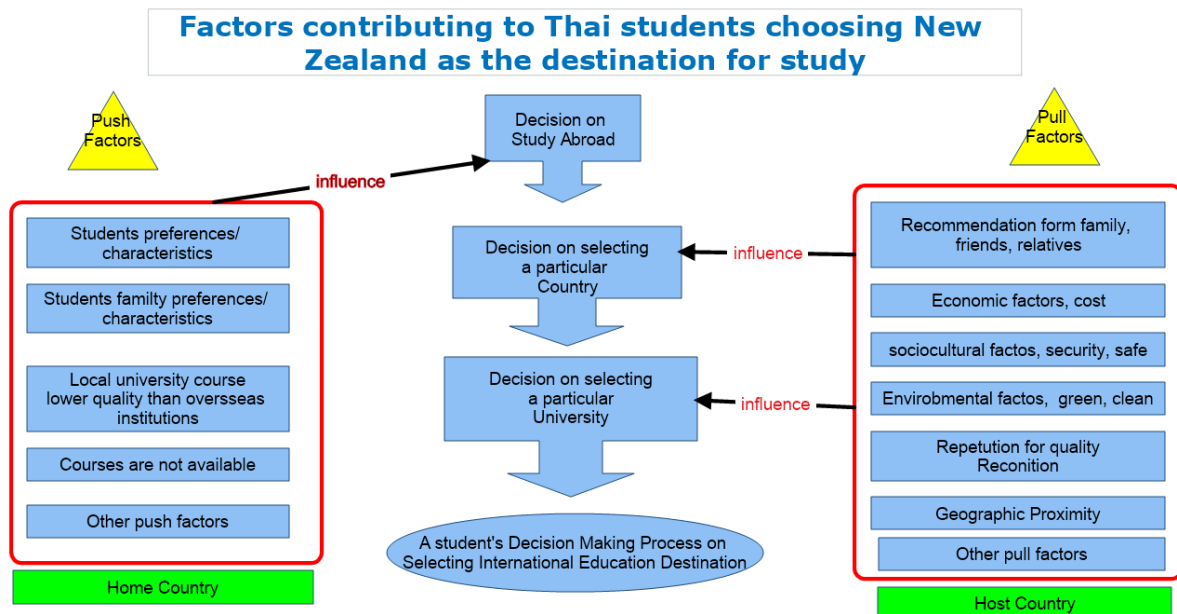 Factors contributing to Thai students choosing New
Zealand as the destination for study
Push
Factors
influence
Students preferences/
characteristics
Students familty preferences/
characteristics
Local university course
lower quality than overseas
institutions
Courses are not available
Other push factors
Home Country
Decision on
Study Abroad
Decision on selecting
a particular
Country
Decision on selecting
a particular
University
A student's Decision Making Process on
Selecting International Education Destination
influence
influence
Pull
Factors
Recommendation form family,
friends, relatives
Economic factors, cost
sociocultural factos, security, safe
Envirobmental factos, green, clean
Repetution for quality
Reconition
Geographic Proximity
Other pull factors
Host Country